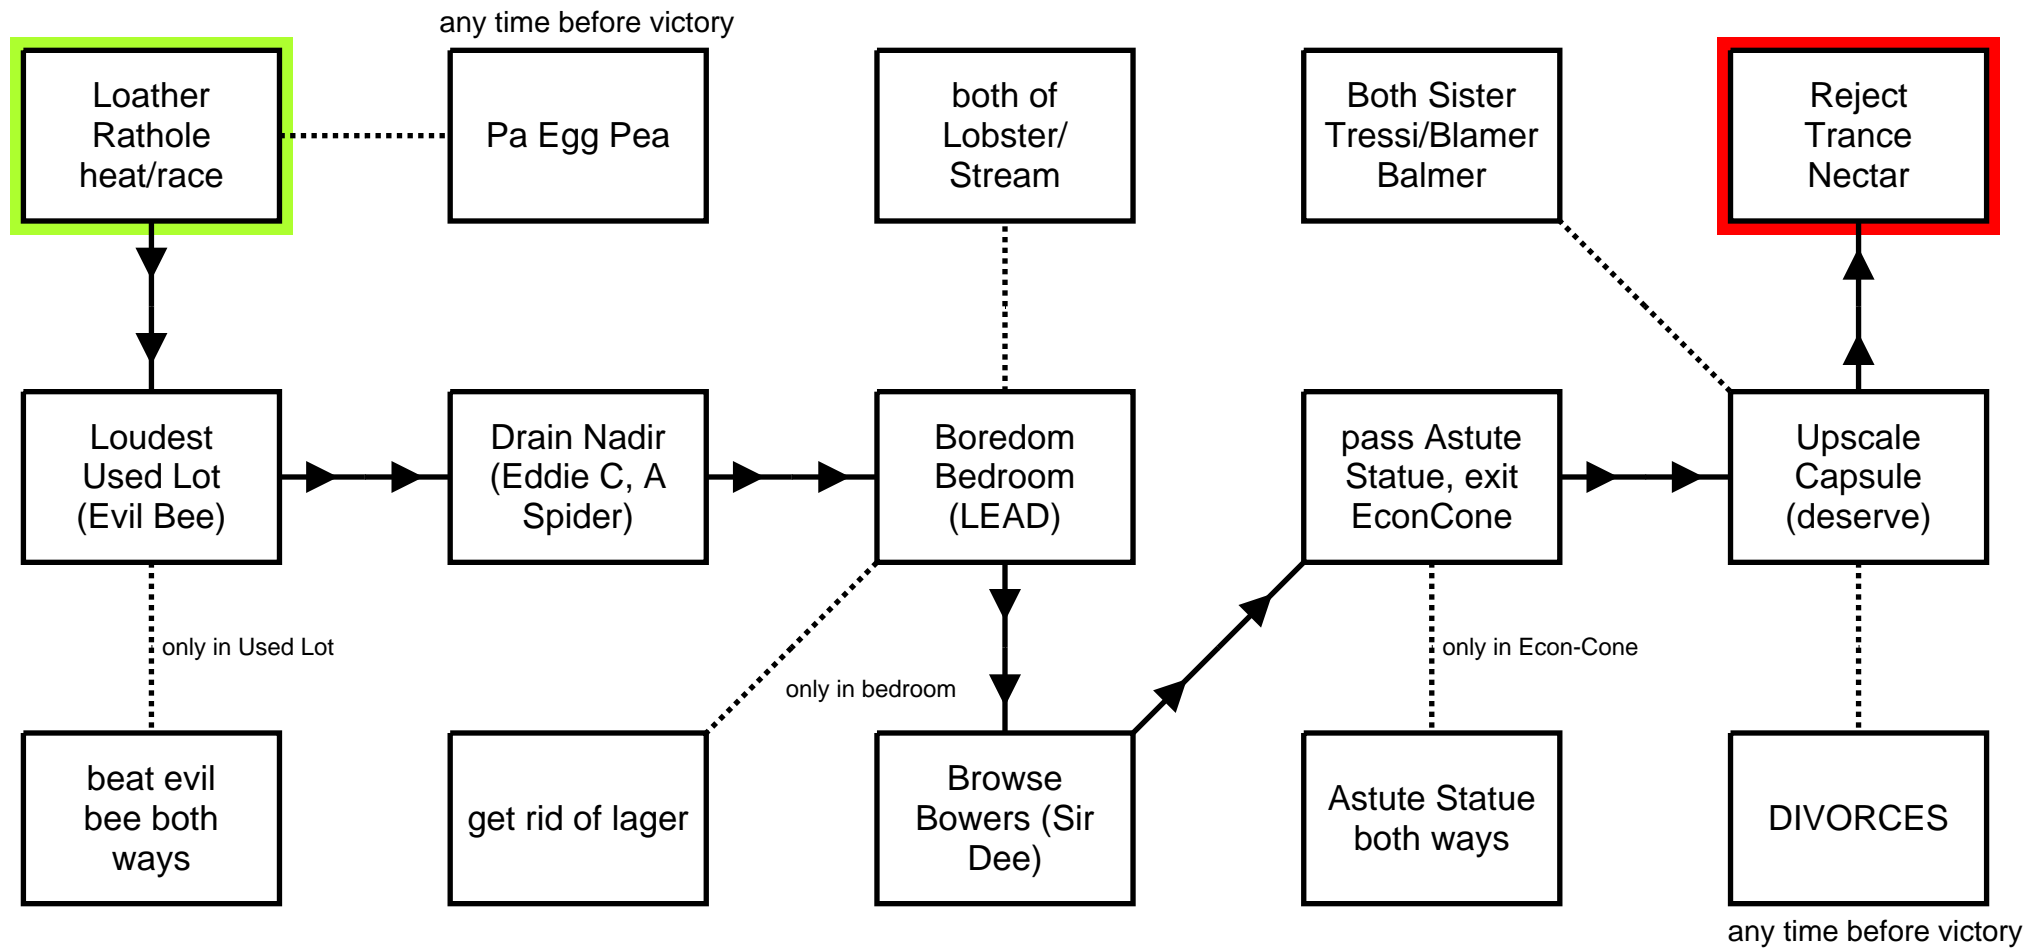 any time before victory
Loather
Rathole
heat/race
Pa Egg Pea
both of
Lobster/
Stream
Both Sister
Tressi/Blamer
Balmer
Reject
Trance
Nectar
Loudest
Used Lot
(Evil Bee)
Drain Nadir
(Eddie C, A
Spider)
Boredom
Bedroom
(LEAD)
pass Astute
Statue, exit
EconCone
Upscale
Capsule
(deserve)
only in Used Lot
only in bedroom
only in Econ-Cone
beat evil
bee both
ways
get rid of lager
Browse
Bowers (Sir
Dee)
Astute Statue
both ways
DIVORCES
any time before victory